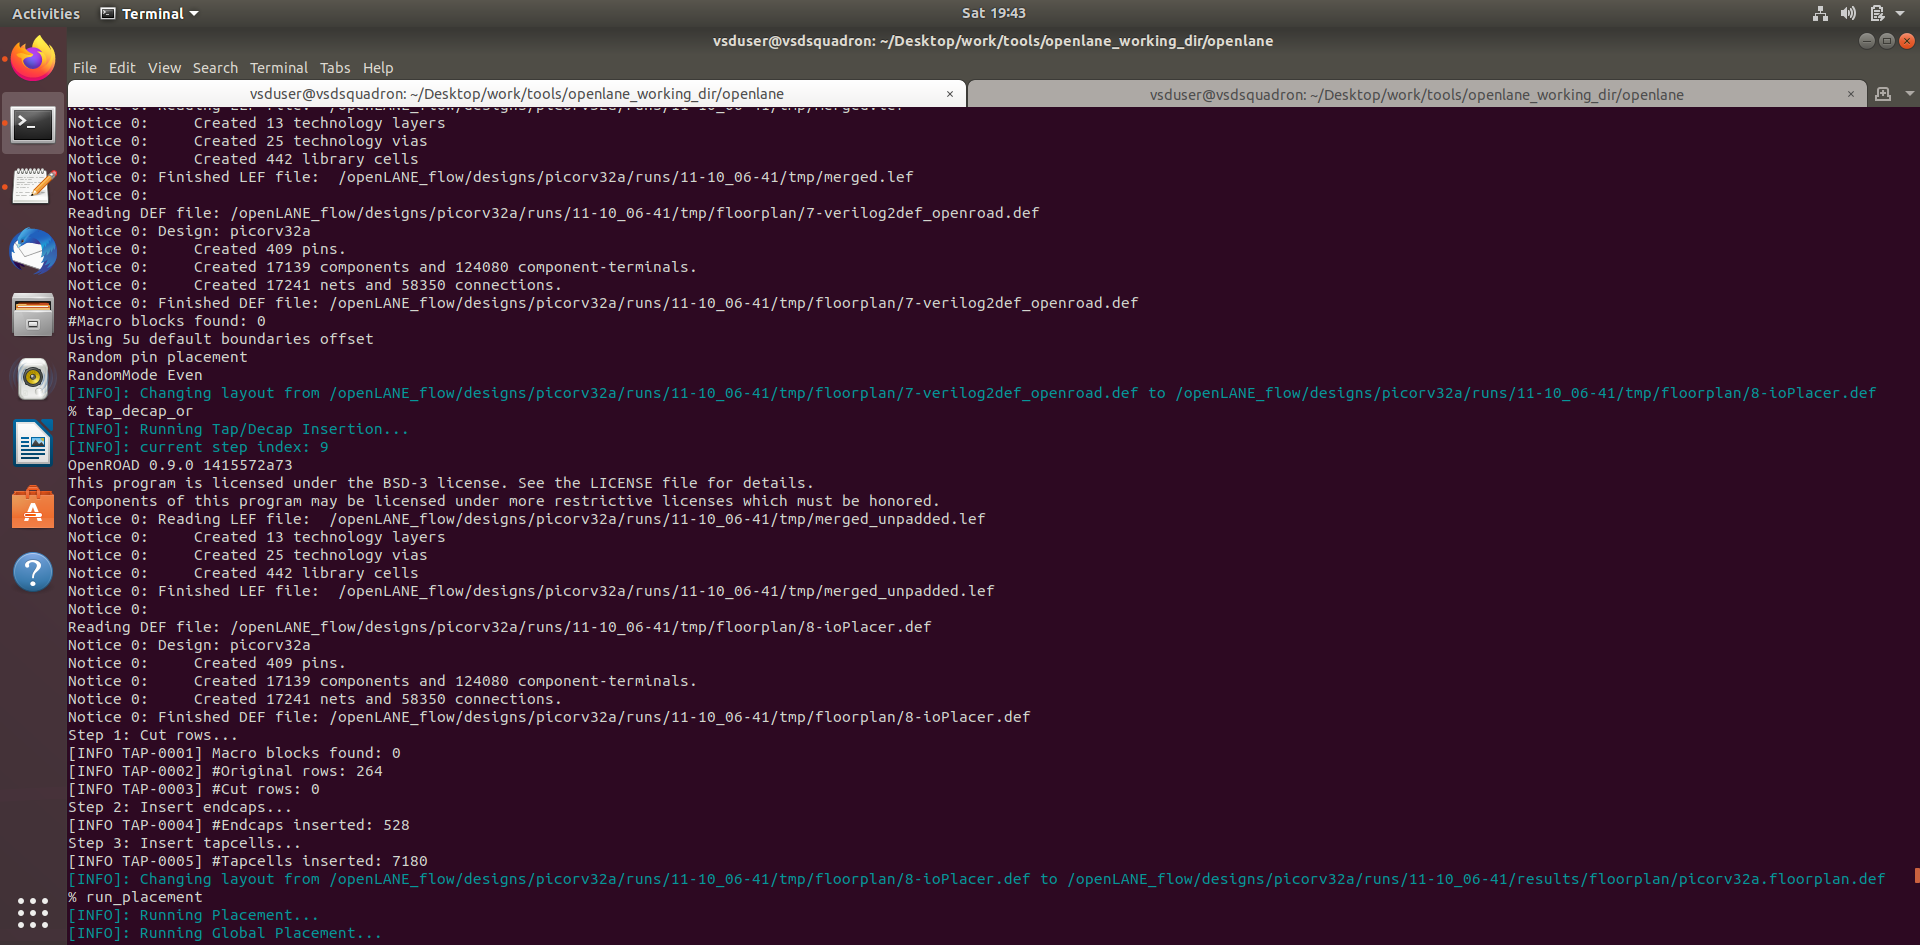 Activities
Terminal
Sat 19:43
vsduser@vsdsquadron: ~/Desktop/work/tools/openlane_working_dir/openlane
File Edit View Search Terminal Tabs Help
vsduser@vsdsquadron: ~/Desktop/work/tools/openlane_working_dir/openlane
vsduser@vsdsquadron: ~/Desktop/work/tools/openlane_working_dir/openlane
Notice 0: Reading LEF file:  /openLANE_flow/designs/picorv32a/runs/11-10_06-41/tmp/merged.lef
Notice 0:     Created 13 technology layers
Notice 0:     Created 25 technology vias
Notice 0:     Created 442 library cells
Notice 0: Finished LEF file:  /openLANE_flow/designs/picorv32a/runs/11-10_06-41/tmp/merged.lef
Notice 0:
Reading DEF file: /openLANE_flow/designs/picorv32a/runs/11-10_06-41/tmp/floorplan/7-verilog2def_openroad.def
Notice 0: Design: picorv32a
Notice 0:     Created 409 pins.
Notice 0:     Created 17139 components and 124080 component-terminals.
Notice 0:     Created 17241 nets and 58350 connections.
Notice 0: Finished DEF file: /openLANE_flow/designs/picorv32a/runs/11-10_06-41/tmp/floorplan/7-verilog2def_openroad.def
#Macro blocks found: 0
Using 5u default boundaries offset
Random pin placement
RandomMode Even
[INFO]: Changing layout from /openLANE_flow/designs/picorv32a/runs/11-10_06-41/tmp/floorplan/7-verilog2def_openroad.def to /openLANE_flow/designs/picorv32a/runs/11-10_06-41/tmp/floorplan/8-ioPlacer.def
% tap_decap_or
[INFO]: Running Tap/Decap Insertion...
[INFO]: current step index: 9
OpenROAD 0.9.0 1415572a73
This program is licensed under the BSD-3 license. See the LICENSE file for details.
Components of this program may be licensed under more restrictive licenses which must be honored.
Notice 0: Reading LEF file:  /openLANE_flow/designs/picorv32a/runs/11-10_06-41/tmp/merged_unpadded.lef
Notice 0:     Created 13 technology layers
Notice 0:     Created 25 technology vias
Notice 0:     Created 442 library cells
Notice 0: Finished LEF file:  /openLANE_flow/designs/picorv32a/runs/11-10_06-41/tmp/merged_unpadded.lef
Notice 0:
Reading DEF file: /openLANE_flow/designs/picorv32a/runs/11-10_06-41/tmp/floorplan/8-ioPlacer.def
Notice 0: Design: picorv32a
Notice 0:     Created 409 pins.
Notice 0:     Created 17139 components and 124080 component-terminals.
Notice 0:     Created 17241 nets and 58350 connections.
Notice 0: Finished DEF file: /openLANE_flow/designs/picorv32a/runs/11-10_06-41/tmp/floorplan/8-ioPlacer.def
Step 1: Cut rows...
[INFO TAP-0001] Macro blocks found: 0
[INFO TAP-0002] #Original rows: 264
[INFO TAP-0003] #Cut rows: 0
Step 2: Insert endcaps...
[INFO TAP-0004] #Endcaps inserted: 528
Step 3: Insert tapcells...
[INFO TAP-0005] #Tapcells inserted: 7180
[INFO]: Changing layout from /openLANE_flow/designs/picorv32a/runs/11-10_06-41/tmp/floorplan/8-ioPlacer.def to /openLANE_flow/designs/picorv32a/runs/11-10_06-41/results/floorplan/picorv32a.floorplan.def
% run_placement
[INFO]: Running Placement...
[INFO]: Running Global Placement...